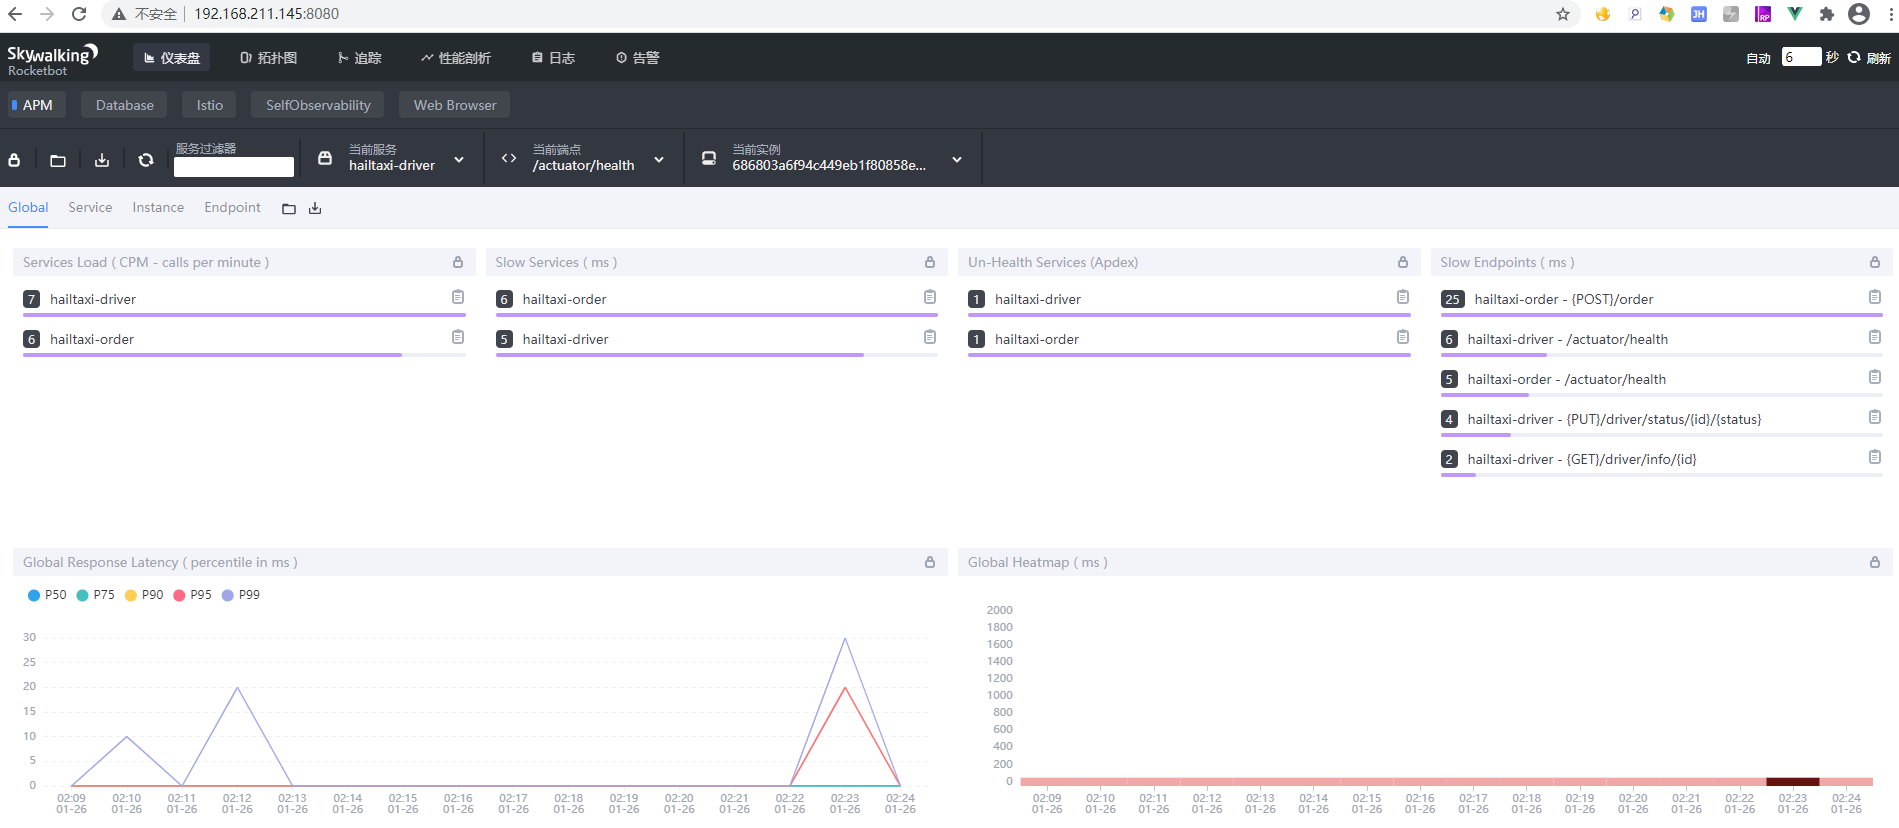 不安全 192.168.211.145:8080
JH
RP
Skywalking
Rocketbot
仪表盘 拓扑图 追踪 性能剖析 日志 告警
自动 6 秒 刷新
APM Database Istio SelfObservability Web Browser
服务过滤器
当前服务
hailtaxi-driver
当前端点
/actuator/health
当前实例
686803a6f94c449eb1f80858e...
Global Service Instance Endpoint
Services Load ( CPM - calls per minute )
7 hailtaxi-driver
6 hailtaxi-order
Slow Services ( ms )
6 hailtaxi-order
5 hailtaxi-driver
Un-Health Services (Apdex)
1 hailtaxi-driver
1 hailtaxi-order
Slow Endpoints ( ms )
25 hailtaxi-order - {POST}/order
6 hailtaxi-driver - /actuator/health
5 hailtaxi-order - /actuator/health
4 hailtaxi-driver - {PUT}/driver/status/{id}/{status}
2 hailtaxi-driver - {GET}/driver/info/{id}
Global Response Latency ( percentile in ms )
P50 P75 P90 P95 P99
30
25
20
15
10
5
0
02:09 02:10 02:11 02:12 02:13 02:14 02:15 02:16 02:17 02:18 02:19 02:20 02:21 02:22 02:23 02:24
01-26 01-26 01-26 01-26 01-26 01-26 01-26 01-26 01-26 01-26 01-26 01-26 01-26 01-26 01-26 01-26
Global Heatmap ( ms )
2000
1800
1600
1400
1200
1000
800
600
400
200
0
02:09 02:10 02:11 02:12 02:13 02:14 02:15 02:16 02:17 02:18 02:19 02:20 02:21 02:22 02:23 02:24
01-26 01-26 01-26 01-26 01-26 01-26 01-26 01-26 01-26 01-26 01-26 01-26 01-26 01-26 01-26 01-26